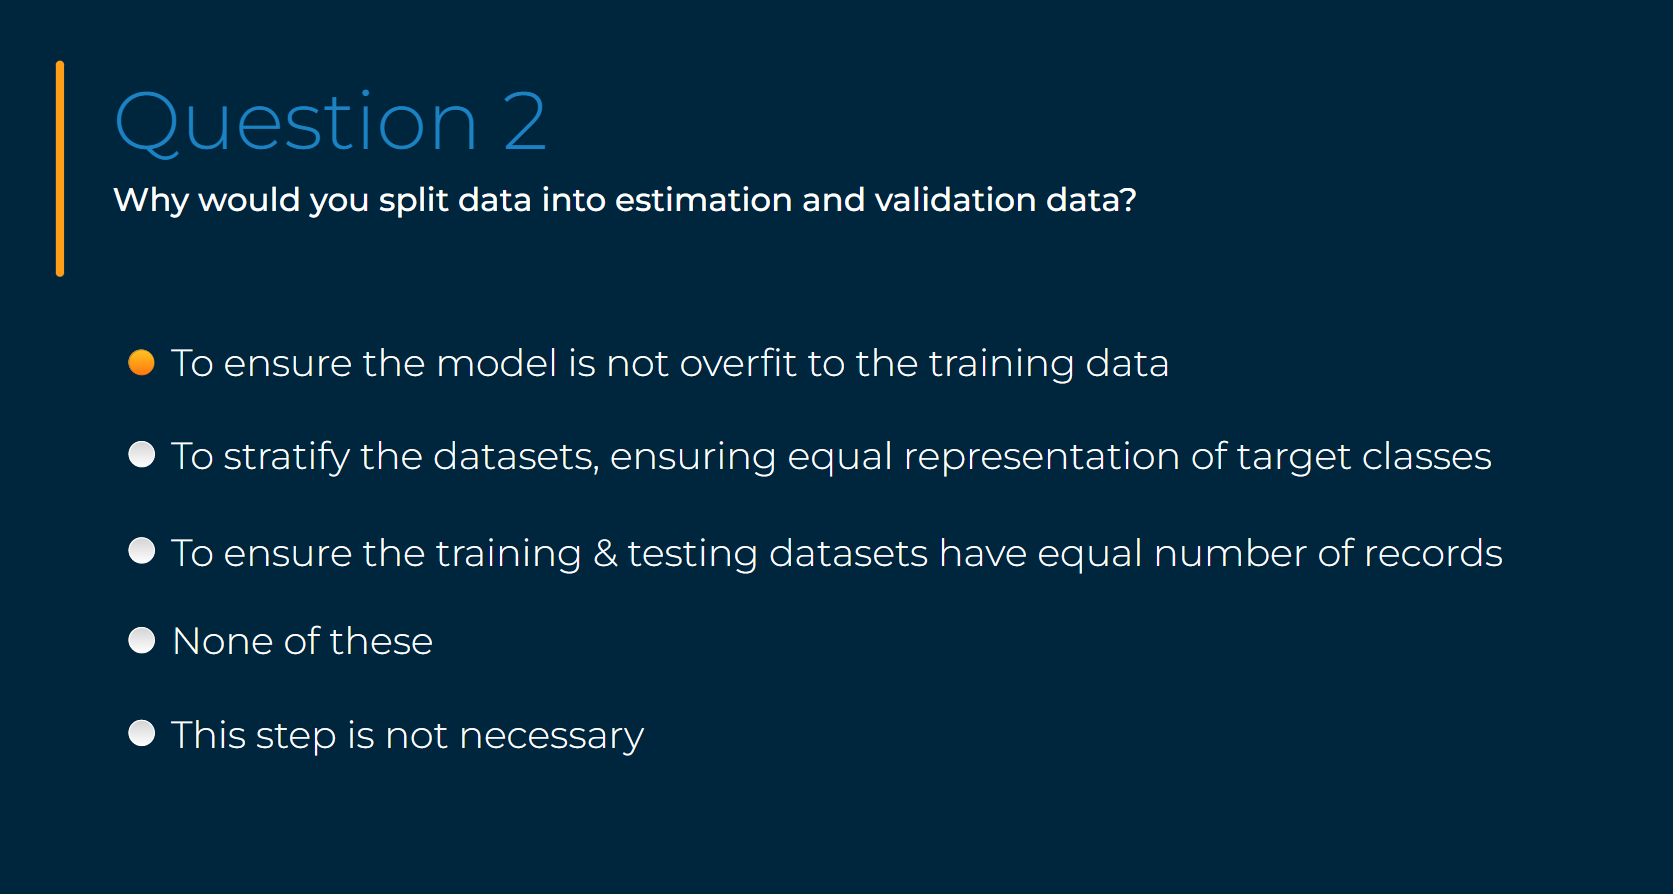 Question 2
Why would you split data into estimation and validation data?
To ensure the model is not overfit to the training data
To stratify the datasets, ensuring equal representation of target classes
To ensure the training & testing datasets have equal number of records
None of these
This step is not necessary